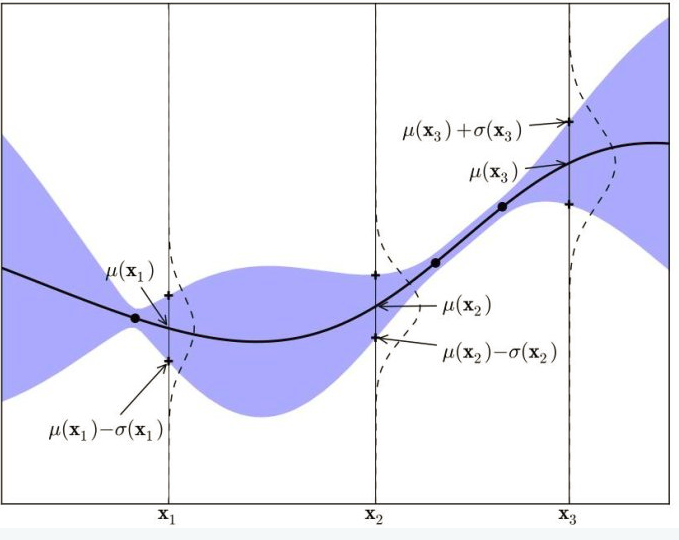 μ(x₃)+σ(x₃)
μ(x₃)
μ(x₁)
μ(x₂)
μ(x₂)−σ(x₂)
μ(x₁)−σ(x₁)
x₁ x₂ x₃